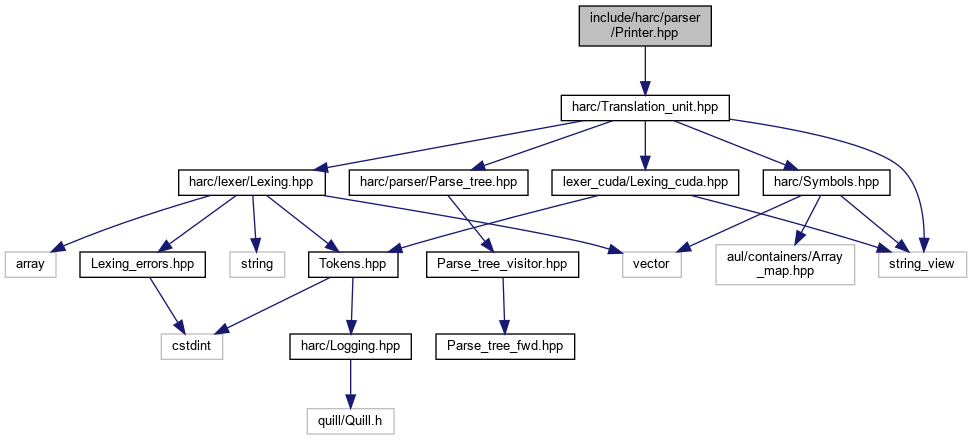 include/harc/parser
/Printer.hpp
harc/Translation_unit.hpp
harc/lexer/Lexing.hpp
harc/parser/Parse_tree.hpp
lexer_cuda/Lexing_cuda.hpp
harc/Symbols.hpp
array
Lexing_errors.hpp
string
Tokens.hpp
Parse_tree_visitor.hpp
vector
aul/containers/Array
_map.hpp
string_view
cstdint
harc/Logging.hpp
Parse_tree_fwd.hpp
quill/Quill.h